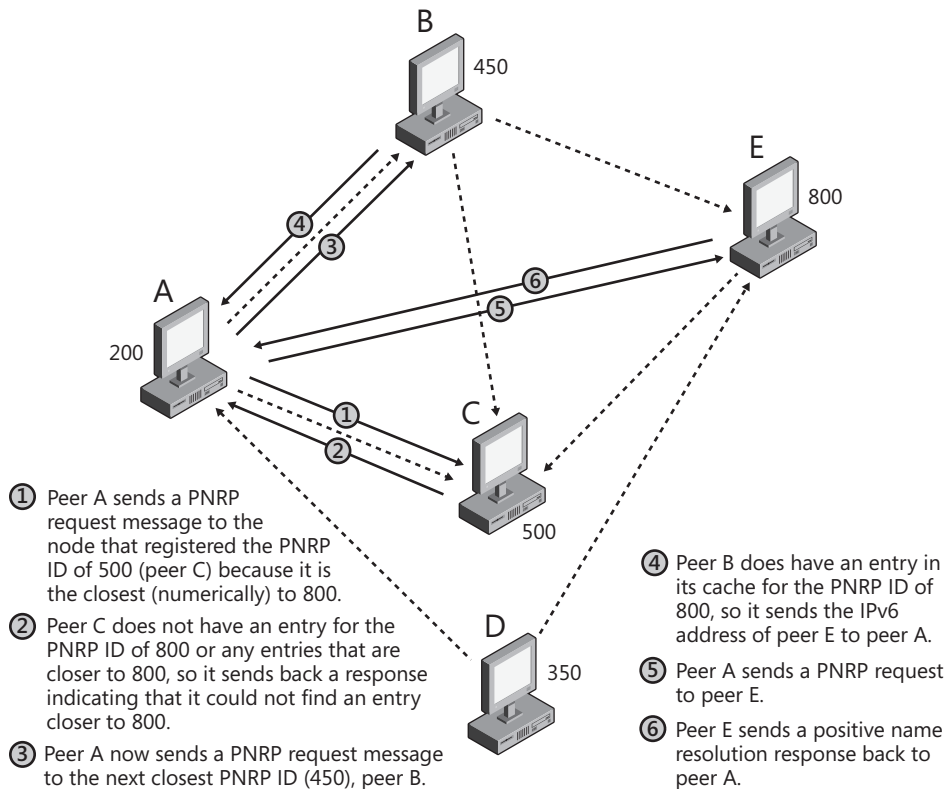 B
450
E
800
4
3
A
6
5
200
1
C
2
500
D
350
1 Peer A sends a PNRP
request message to the
node that registered the PNRP
ID of 500 (peer C) because it is
the closest (numerically) to 800.
2 Peer C does not have an entry for the
PNRP ID of 800 or any entries that are
closer to 800, so it sends back a response
indicating that it could not find an entry
closer to 800.
3 Peer A now sends a PNRP request message
to the next closest PNRP ID (450), peer B.
4 Peer B does have an entry in
its cache for the PNRP ID of
800, so it sends the IPv6
address of peer E to peer A.
5 Peer A sends a PNRP request
to peer E.
6 Peer E sends a positive name
resolution response back to
peer A.